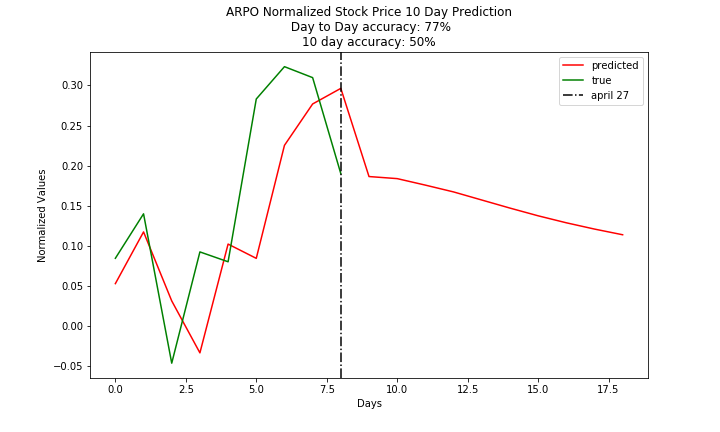 ARPO Normalized Stock Price 10 Day Prediction
Day to Day accuracy: 77%
10 day accuracy: 50%
predicted
true
april 27
0.30
0.25
0.20
0.15
0.10
0.05
0.00
−0.05
Normalized Values
0.0 2.5 5.0 7.5 10.0 12.5 15.0 17.5
Days